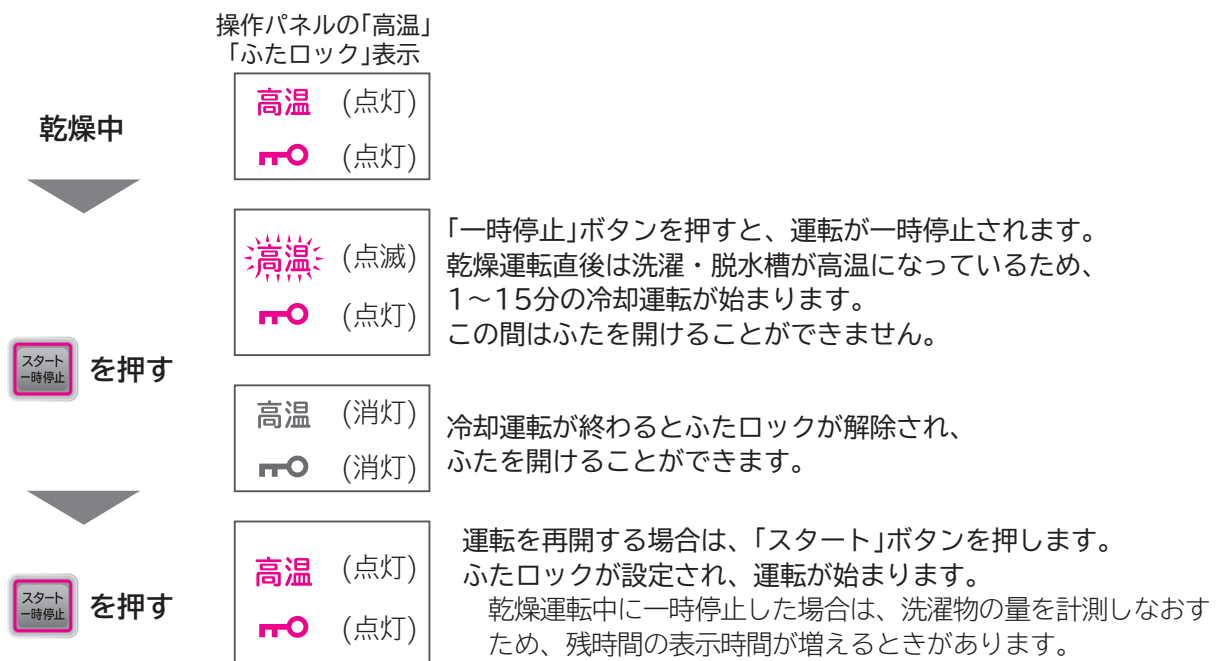 操作パネルの「高温」
「ふたロック」表示
乾燥中
高温 (点灯)
(点灯)
高温 (点滅)
(点灯)
「一時停止」ボタンを押すと、運転が一時停止されます。
乾燥運転直後は洗濯・脱水槽が高温になっているため、
1～15分の冷却運転が始まります。
この間はふたを開けることができません。
スタート
一時停止
を押す
高温 (消灯)
(消灯)
冷却運転が終わるとふたロックが解除され、
ふたを開けることができます。
スタート
一時停止
を押す
高温 (点灯)
(点灯)
運転を再開する場合は、「スタート」ボタンを押します。
ふたロックが設定され、運転が始まります。
乾燥運転中に一時停止した場合は、洗濯物の量を計測しなおす
ため、残時間の表示時間が増えるときがあります。